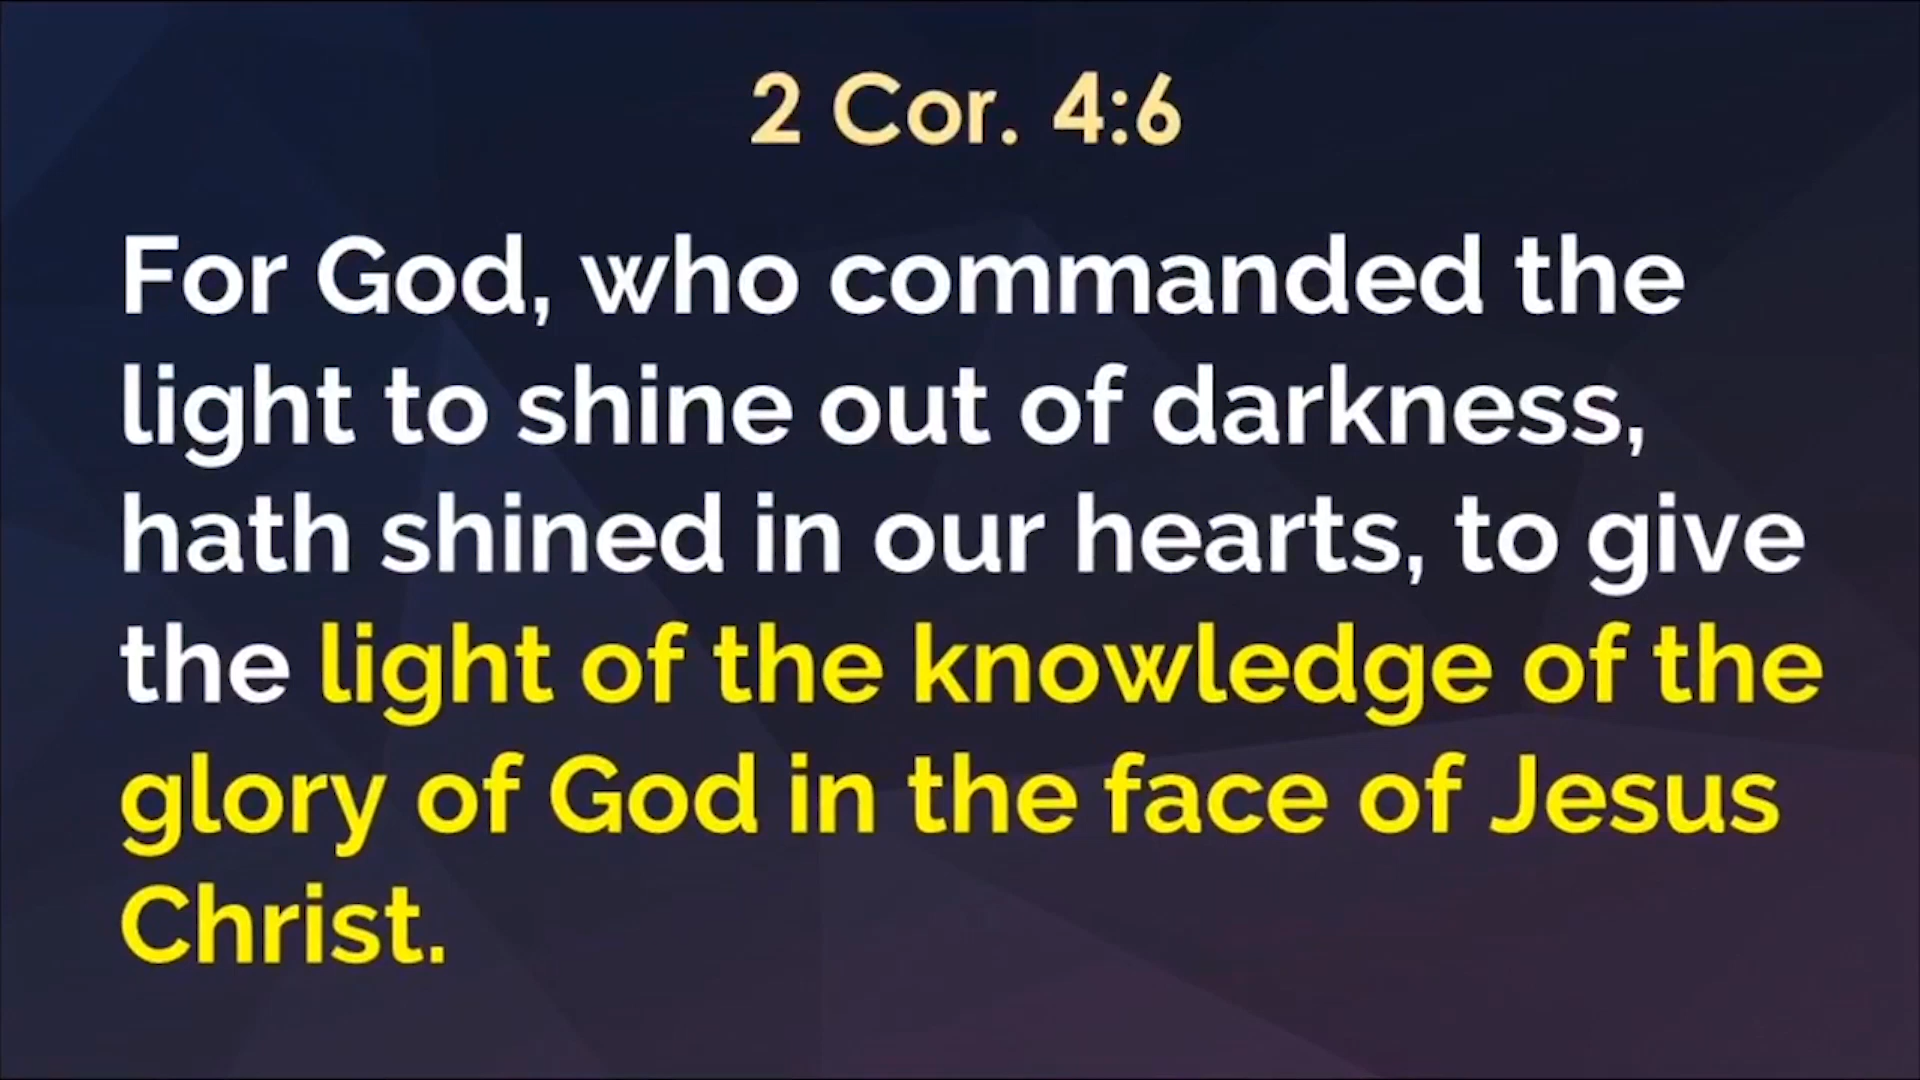 2 Cor. 4:6
For God, who commanded the
light to shine out of darkness,
hath shined in our hearts, to give
the light of the knowledge of the
glory of God in the face of Jesus
Christ.